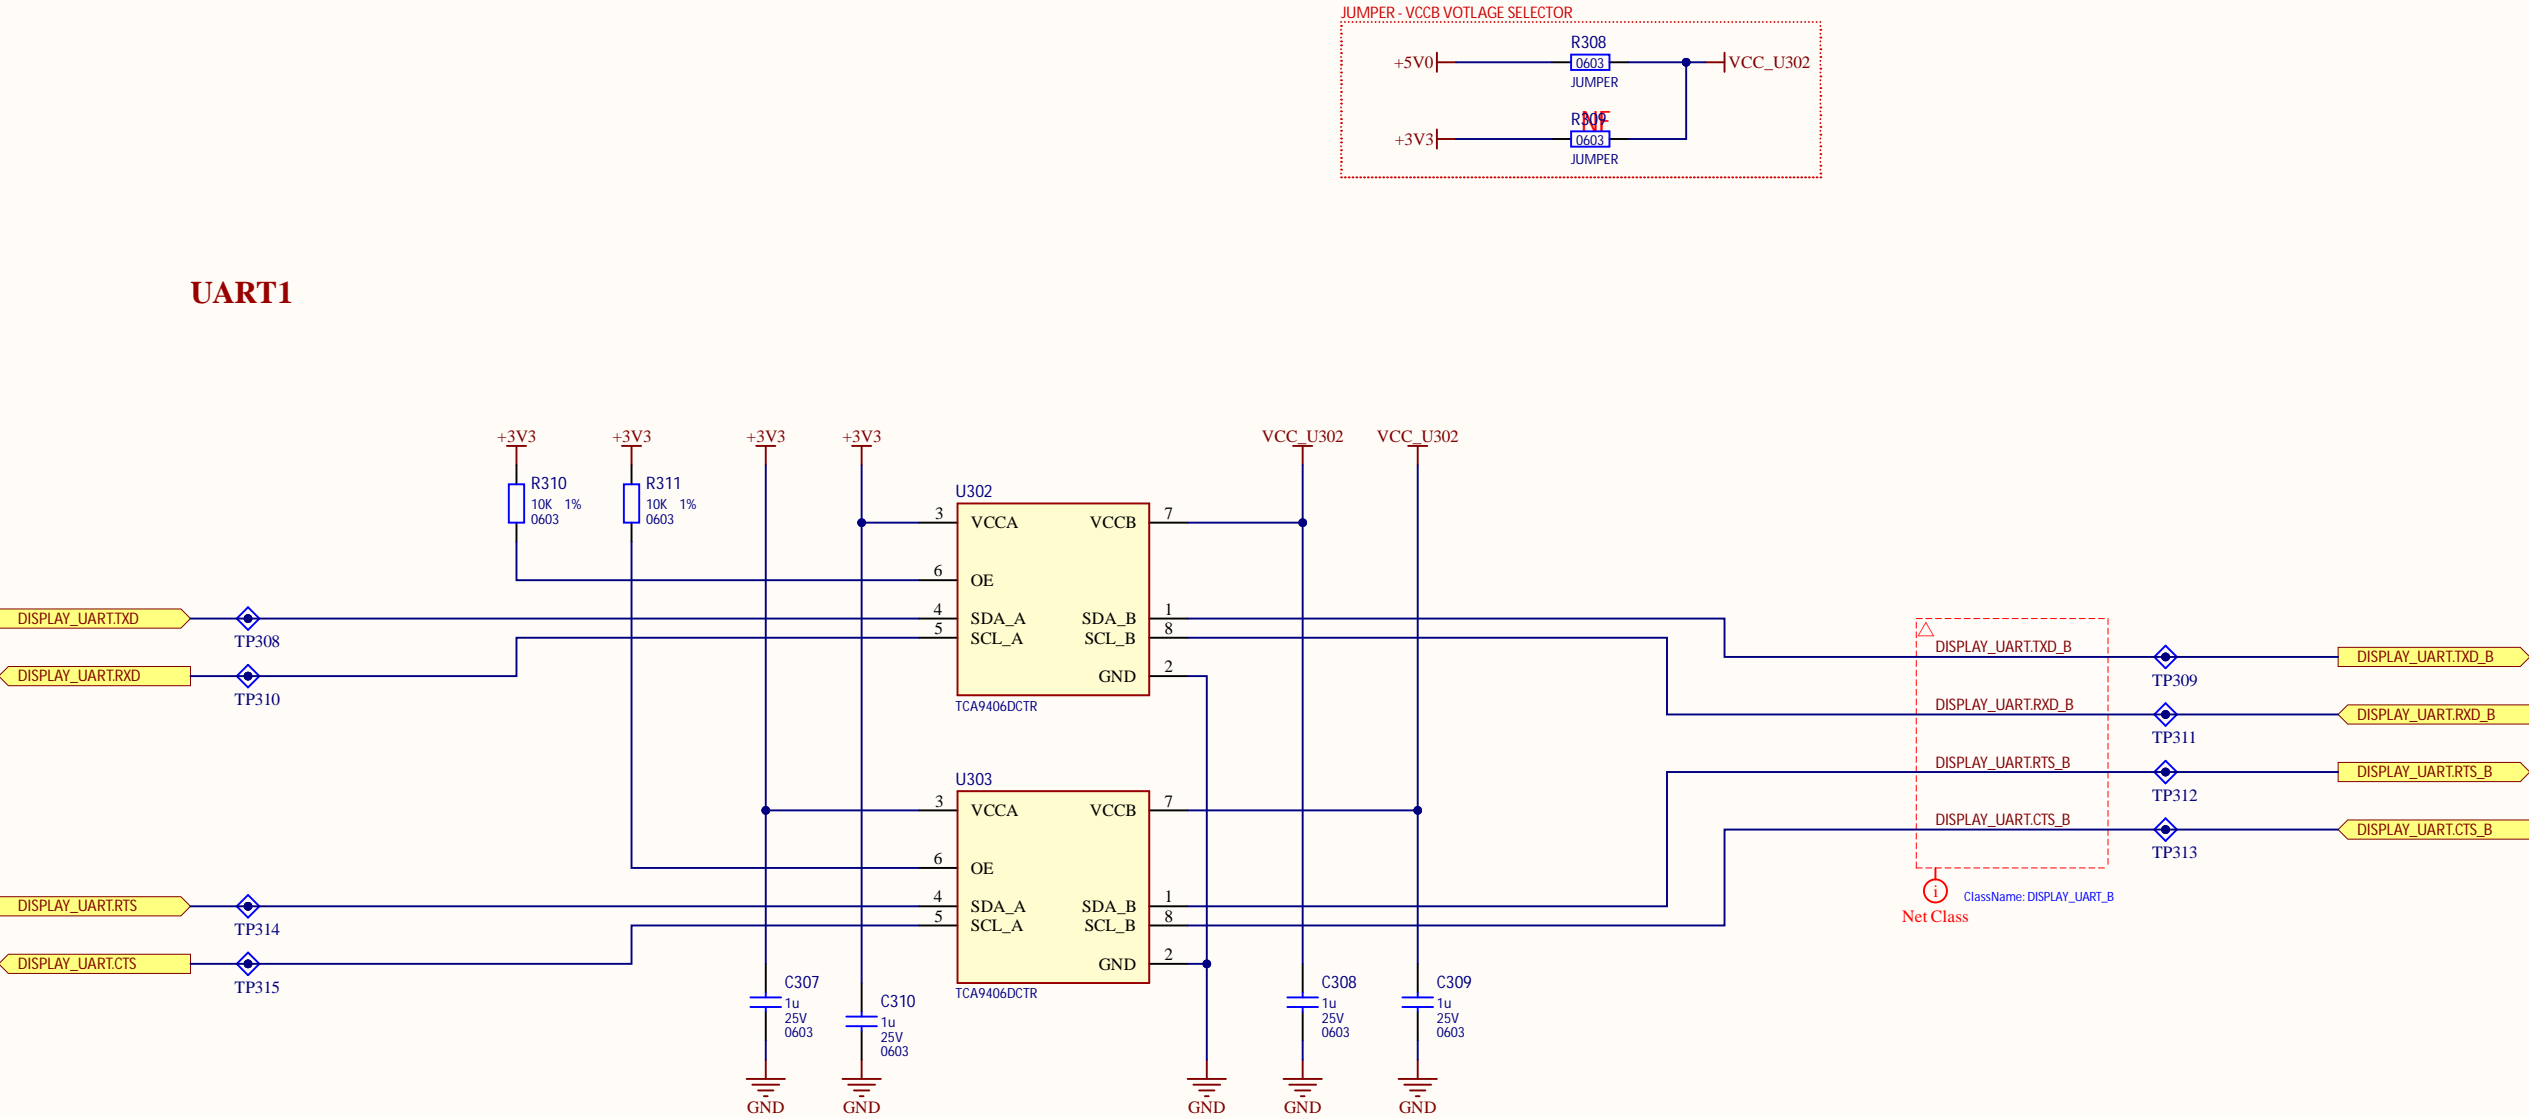 JUMPER - VCCB VOTLAGE SELECTOR
R308
+5V0
0603
VCC_U302
JUMPER
NF
R309
+3V3
0603
JUMPER
UART1
+3V3
+3V3
+3V3
+3V3
VCC_U302
VCC_U302
R310
10K 1%
0603
R311
10K 1%
0603
U302
3
VCCA
VCCB
7
6
OE
4
SDA_A
SDA_B
1
5
SCL_A
SCL_B
8
GND
2
TCA9406DCTR
DISPLAY_UART.TXD
TP308
DISPLAY_UART.RXD
TP310
DISPLAY_UART.TXD_B
TP309
DISPLAY_UART.TXD_B
DISPLAY_UART.RXD_B
TP311
DISPLAY_UART.RXD_B
DISPLAY_UART.RTS_B
TP312
DISPLAY_UART.RTS_B
DISPLAY_UART.CTS_B
TP313
DISPLAY_UART.CTS_B
i
ClassName: DISPLAY_UART_B
Net Class
U303
3
VCCA
VCCB
7
6
OE
4
SDA_A
SDA_B
1
5
SCL_A
SCL_B
8
GND
2
TCA9406DCTR
DISPLAY_UART.RTS
TP314
DISPLAY_UART.CTS
TP315
C307
1u
25V
0603
C310
1u
25V
0603
C308
1u
25V
0603
C309
1u
25V
0603
GND
GND
GND
GND
GND